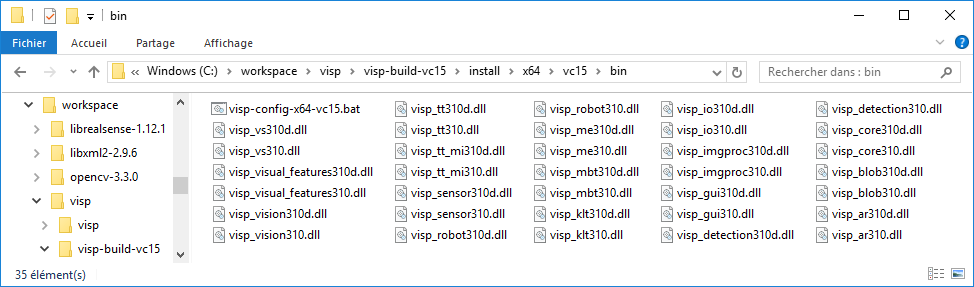 bin
Fichier Accueil Partage Affichage
Windows (C:) workspace visp visp-build-vc15 install x64 vc15 bin Rechercher dans : bin
workspace
librealsense-1.12.1
libxml2-2.9.6
opencv-3.3.0
visp
visp
visp-build-vc15
visp-config-x64-vc15.bat
visp_vs310d.dll
visp_vs310.dll
visp_visual_features310d.dll
visp_visual_features310.dll
visp_vision310d.dll
visp_vision310.dll
visp_tt310d.dll
visp_tt310.dll
visp_tt_mi310d.dll
visp_tt_mi310.dll
visp_sensor310d.dll
visp_sensor310.dll
visp_robot310d.dll
visp_robot310.dll
visp_me310d.dll
visp_me310.dll
visp_mbt310d.dll
visp_mbt310.dll
visp_klt310d.dll
visp_klt310.dll
visp_io310d.dll
visp_io310.dll
visp_imgproc310d.dll
visp_imgproc310.dll
visp_gui310d.dll
visp_gui310.dll
visp_detection310d.dll
visp_detection310.dll
visp_core310d.dll
visp_core310.dll
visp_blob310d.dll
visp_blob310.dll
visp_ar310d.dll
visp_ar310.dll
35 élément(s)